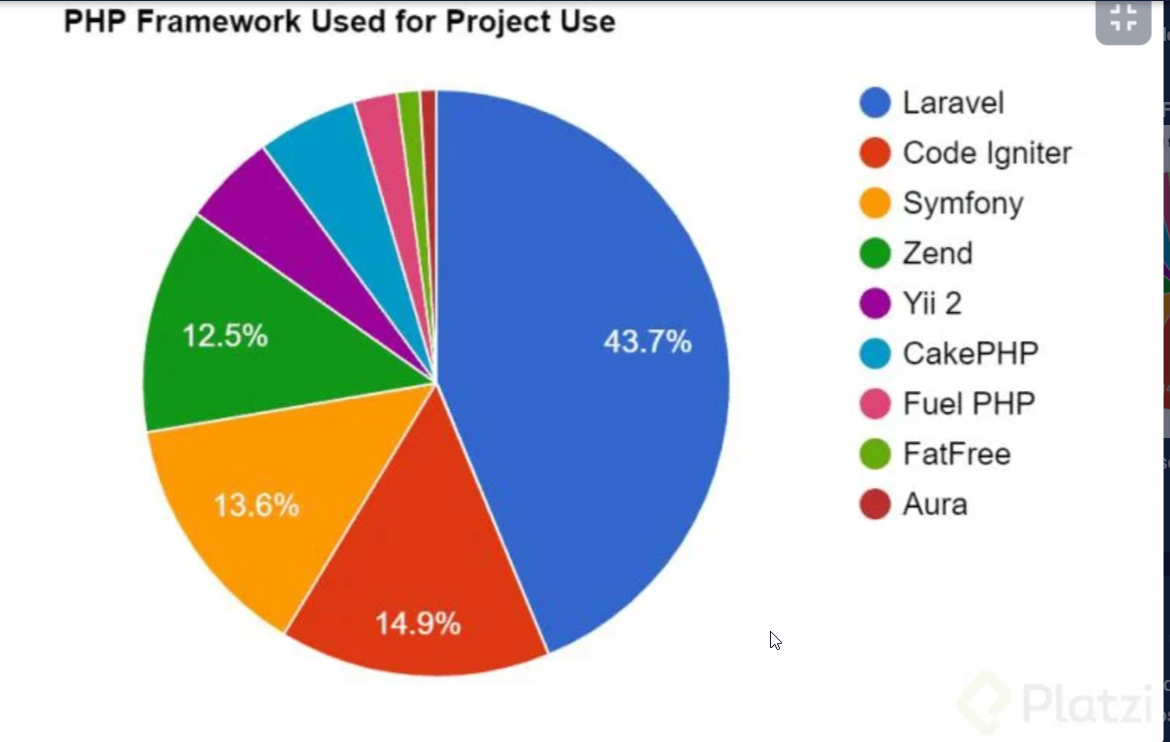 PHP Framework Used for Project Use
Laravel
Code Igniter
Symfony
Zend
Yii 2
CakePHP
Fuel PHP
FatFree
Aura
43.7%
12.5%
13.6%
14.9%
Platzi